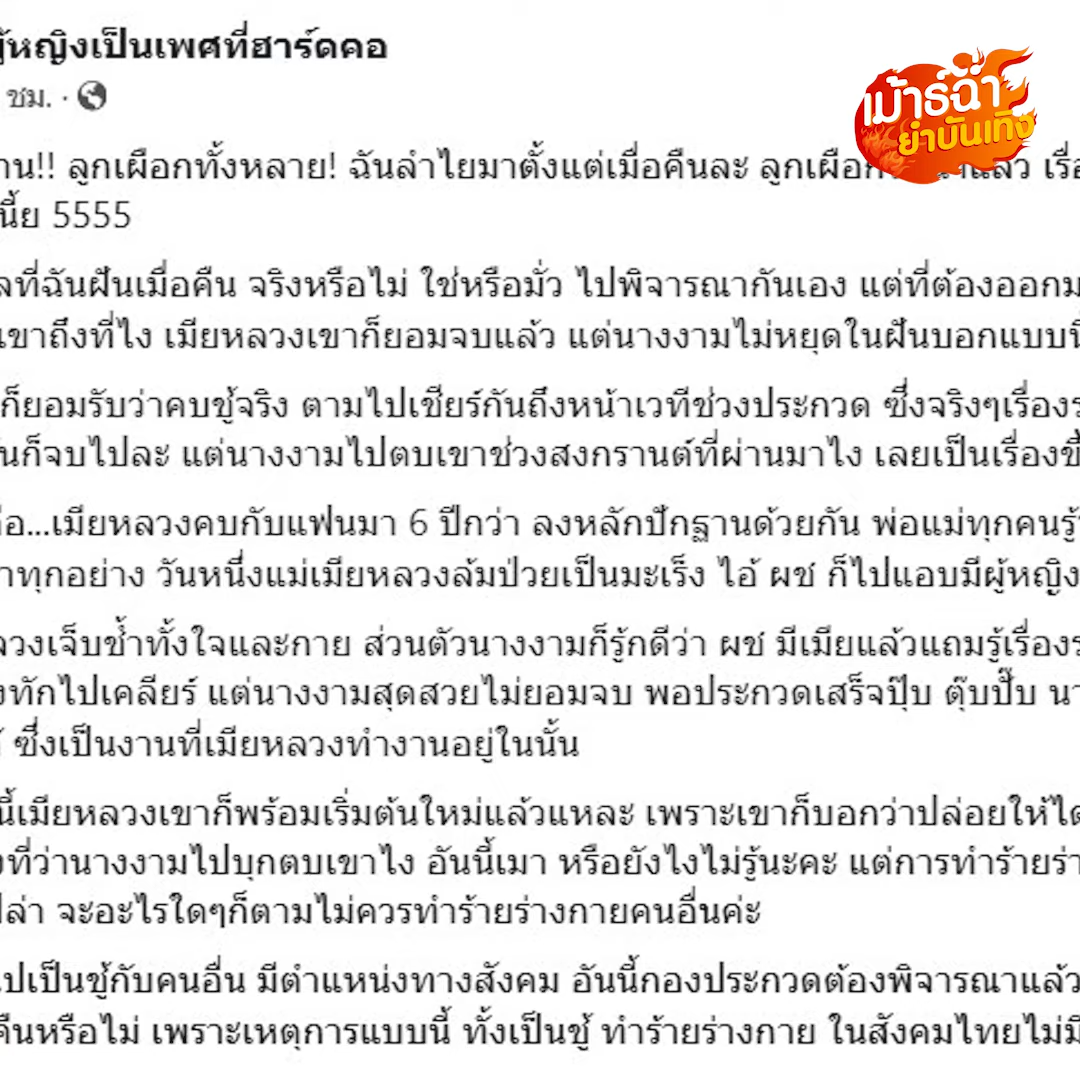 ผู้หญิงเป็นเพศที่ฮาร์ดคอ
ชม. ·
เม้าธ์ฉ่ำ
ยำบันเทิง
าน!! ลูกเผือกทั้งหลาย! ฉันลำไยมาตั้งแต่เมื่อคืนละ ลูกเผือก เรื่อ
นี้ย 5555
ลที่ฉันฝันเมื่อคืน จริงหรือไม่ ใช่หรือมั่ว ไปพิจารณากันเอง แต่ที่ต้องออกม
เขาถึงที่ไง เมียหลวงเขาก็ยอมจบแล้ว แต่นางงามไม่หยุดในฝันบอกแบบนี้
ก็ยอมรับว่าคบชู้จริง ตามไปเชียร์กันถึงหน้าเวทีช่วงประกวด ซึ่งจริงๆเรื่องร
ันก็จบไปละ แต่นางงามไปตบเขาช่วงสงกรานต์ที่ผ่านมาไง เลยเป็นเรื่องขึ้
ือ...เมียหลวงคบกับแฟนมา 6 ปีกว่า ลงหลักปักฐานด้วยกัน พ่อแม่ทุกคนรู้
าทุกอย่าง วันหนึ่งแม่เมียหลวงล้มป่วยเป็นมะเร็ง ไอ้ ผช ก็ไปแอบมีผู้หญิง
ลวงเจ็บช้ำทั้งใจและกาย ส่วนตัวนางงามก็รู้กดีว่า ผช มีเมียแล้วแถมรู้เรื่องร
งทักไปเคลียร์ แต่นางงามสุดสวยไม่ยอมจบ พอประกวดเสร็จปุ๊บ ตุ๊บปั๊บ นา
ซึ่งเป็นงานที่เมียหลวงทำงานอยู่ในนั้น
นี้เมียหลวงเขาก็พร้อมเริ่มต้นใหม่แล้วแหละ เพราะเขาก็บอกว่าปล่อยให้ได
งที่ว่านางงามไปบุกตบเขาไง อันนี้เมา หรือยังไงไม่รู้นะคะ แต่การทำร้ายร่า
ปล่า จะอะไรใดๆก็ตามไม่ควรทำร้ายร่างกายคนอื่นค่ะ
ไปเป็นชู้กับคนอื่น มีตำแหน่งทางสังคม อันนี้กองประกวดต้องพิจารณาแล้ว
คืนหรือไม่ เพราะเหตุการแบบนี้ ทั้งเป็นชู้ ทำร้ายร่างกาย ในสังคมไทยไม่มี